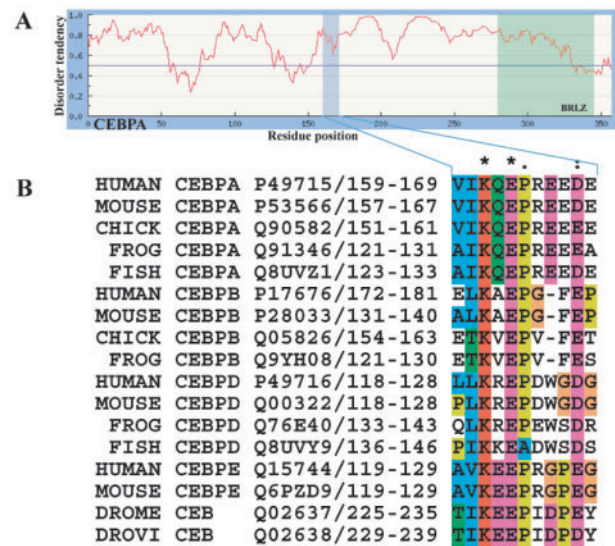 A
Disorder tendency
1.0
0.8
0.6
0.4
0.2
0
0 50 100 150 200 250 300 350
BRLZ
CEBPA
Residue position
B
* * . :
HUMAN CEBPA P49715/159-169 VIKQEPREEDE
MOUSE CEBPA P53566/157-167 VIKQEPREEDE
CHICK CEBPA Q90582/151-161 VIKQEPREEEE
FROG CEBPA Q91346/121-131 AIKQEPREEEA
FISH CEBPA Q8UVZ1/123-133 AIKQEPREEDE
HUMAN CEBPB P17676/172-181 ELKAEPG-FEP
MOUSE CEBPB P28033/131-140 ALKAEPG-FEP
CHICK CEBPB Q05826/154-163 ETKVEPV-FET
FROG CEBPB Q9YH08/121-130 ETKVEPV-FES
HUMAN CEBPD P49716/118-128 LLKREPDWGDG
MOUSE CEBPD Q00322/118-128 PLKREPDWGDG
FROG CEBPD Q76E40/133-143 QLKREPEWSDR
FISH CEBPD Q8UVY9/136-146 PIKKEADWSDS
HUMAN CEBPE Q15744/119-129 AVKEEPRGPEG
MOUSE CEBPE Q6PZD9/119-129 AVKEEPRGPEG
DROME CEB Q02637/225-235 TIKEEPIDPEY
DROVI CEB Q02638/229-239 TIKEEPIDPDY